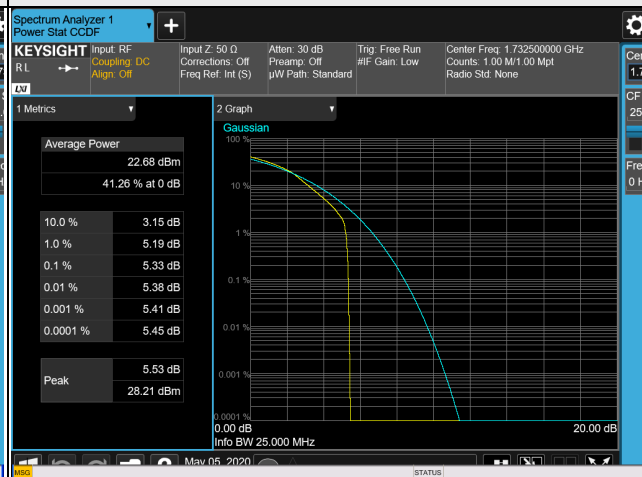 Spectrum Analyzer 1
Power Stat CCDF
KEYSIGHT
RL
LXI
Input: RF
Coupling: DC
Align: Off
Input Z: 50 Ω
Corrections: Off
Freq Ref: Int (S)
Atten: 30 dB
Preamp: Off
µW Path: Standard
Trig: Free Run
#IF Gain: Low
Center Freq: 1.732500000 GHz
Counts: 1.00 M/1.00 Mpt
Radio Std: None
1 Metrics
Average Power
22.68 dBm
41.26 % at 0 dB
10.0 % 3.15 dB
1.0 % 5.19 dB
0.1 % 5.33 dB
0.01 % 5.38 dB
0.001 % 5.41 dB
0.0001 % 5.45 dB
Peak
5.53 dB
28.21 dBm
2 Graph
Gaussian
100 %
10 %
1 %
0.1 %
0.01 %
0.001 %
0.0001 %
0.00 dB 20.00 dB
Info BW 25.000 MHz
May 05, 2020
MSG STATUS
CF
25
0 H